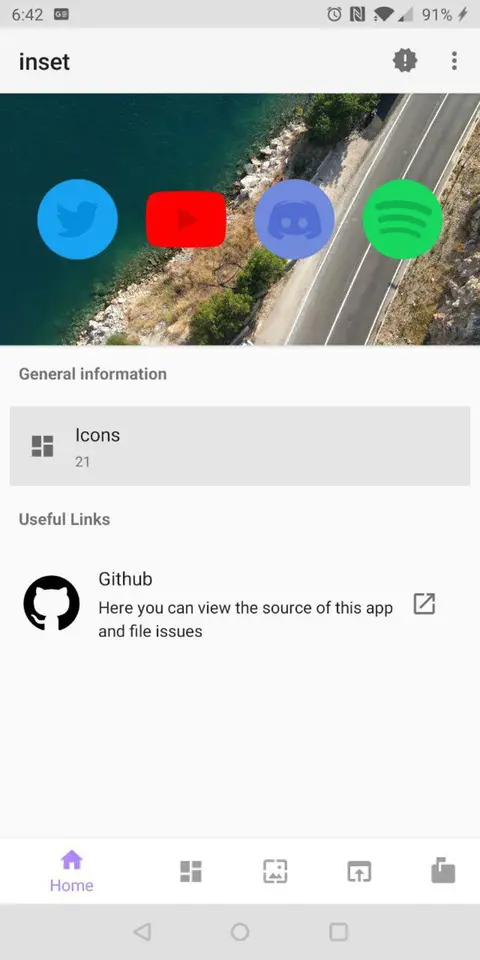 6:42
91%
inset
General information
Icons
21
Useful Links
Github
Here you can view the source of this app
and file issues
Home